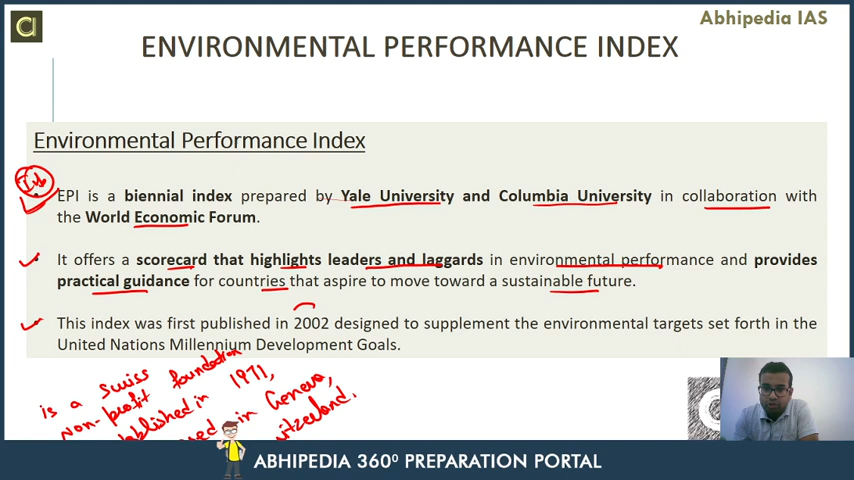 Abhipedia IAS
ENVIRONMENTAL PERFORMANCE INDEX
Environmental Performance Index
EPI is a biennial index prepared by Yale University and Columbia University in collaboration with
the World Economic Forum.
It offers a scorecard that highlights leaders and laggards in environmental performance and provides
practical guidance for countries that aspire to move toward a sustainable future.
This index was first published in 2002 designed to supplement the environmental targets set forth in the
United Nations Millennium Development Goals.
is a Swiss
non-profit foundation
established in 1971,
in Geneva,
ABHIPEDIA 360⁰ PREPARATION PORTAL